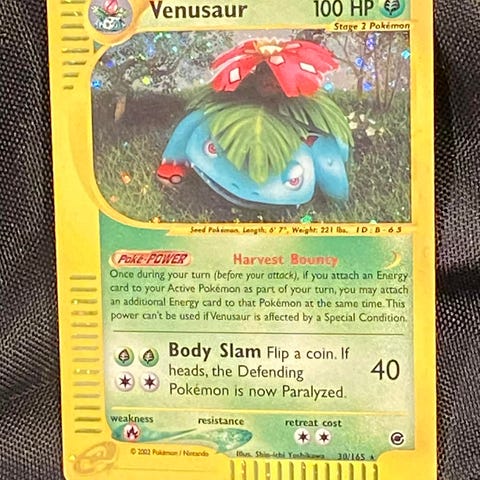 Venusaur 100 HP
Stage 2 Pokémon
Seed Pokémon, Length: 6' 7", Weight: 221 lbs. ID: B-65
Poké-POWER Harvest Bounty
Once during your turn (before your attack), if you attach an Energy
card to your Active Pokémon as part of your turn, you may attach
an additional Energy card to that Pokémon at the same time. This
power can't be used if Venusaur is affected by a Special Condition.
Body Slam Flip a coin. If
heads, the Defending
Pokémon is now Paralyzed.
40
weakness resistance retreat cost
© 2002 Pokémon / Nintendo Illus. Shin-ichi Yoshikawa 30/165 ★